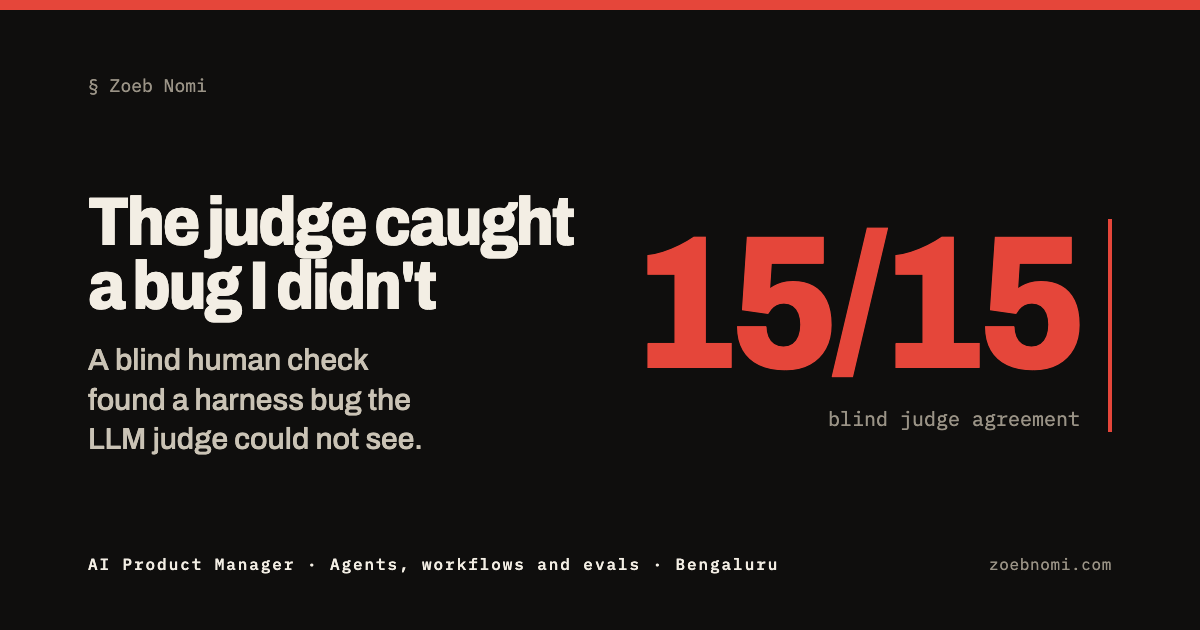 § Zoeb Nomi
The judge caught
a bug I didn't
A blind human check
found a harness bug the
LLM judge could not see.
15/15
blind judge agreement
AI Product Manager · Agents, workflows and evals · Bengaluru
zoebnomi.com